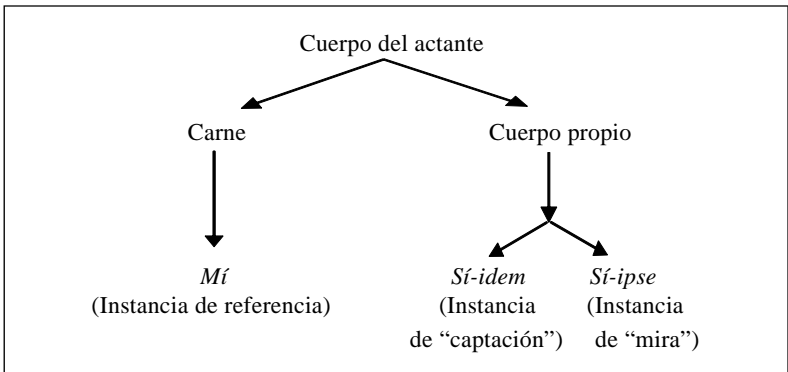 Cuerpo del actante
Carne
Cuerpo propio
Mí
(Instancia de referencia)
Sí-idem
(Instancia
de “captación”)
Sí-ipse
(Instancia
de “mira”)